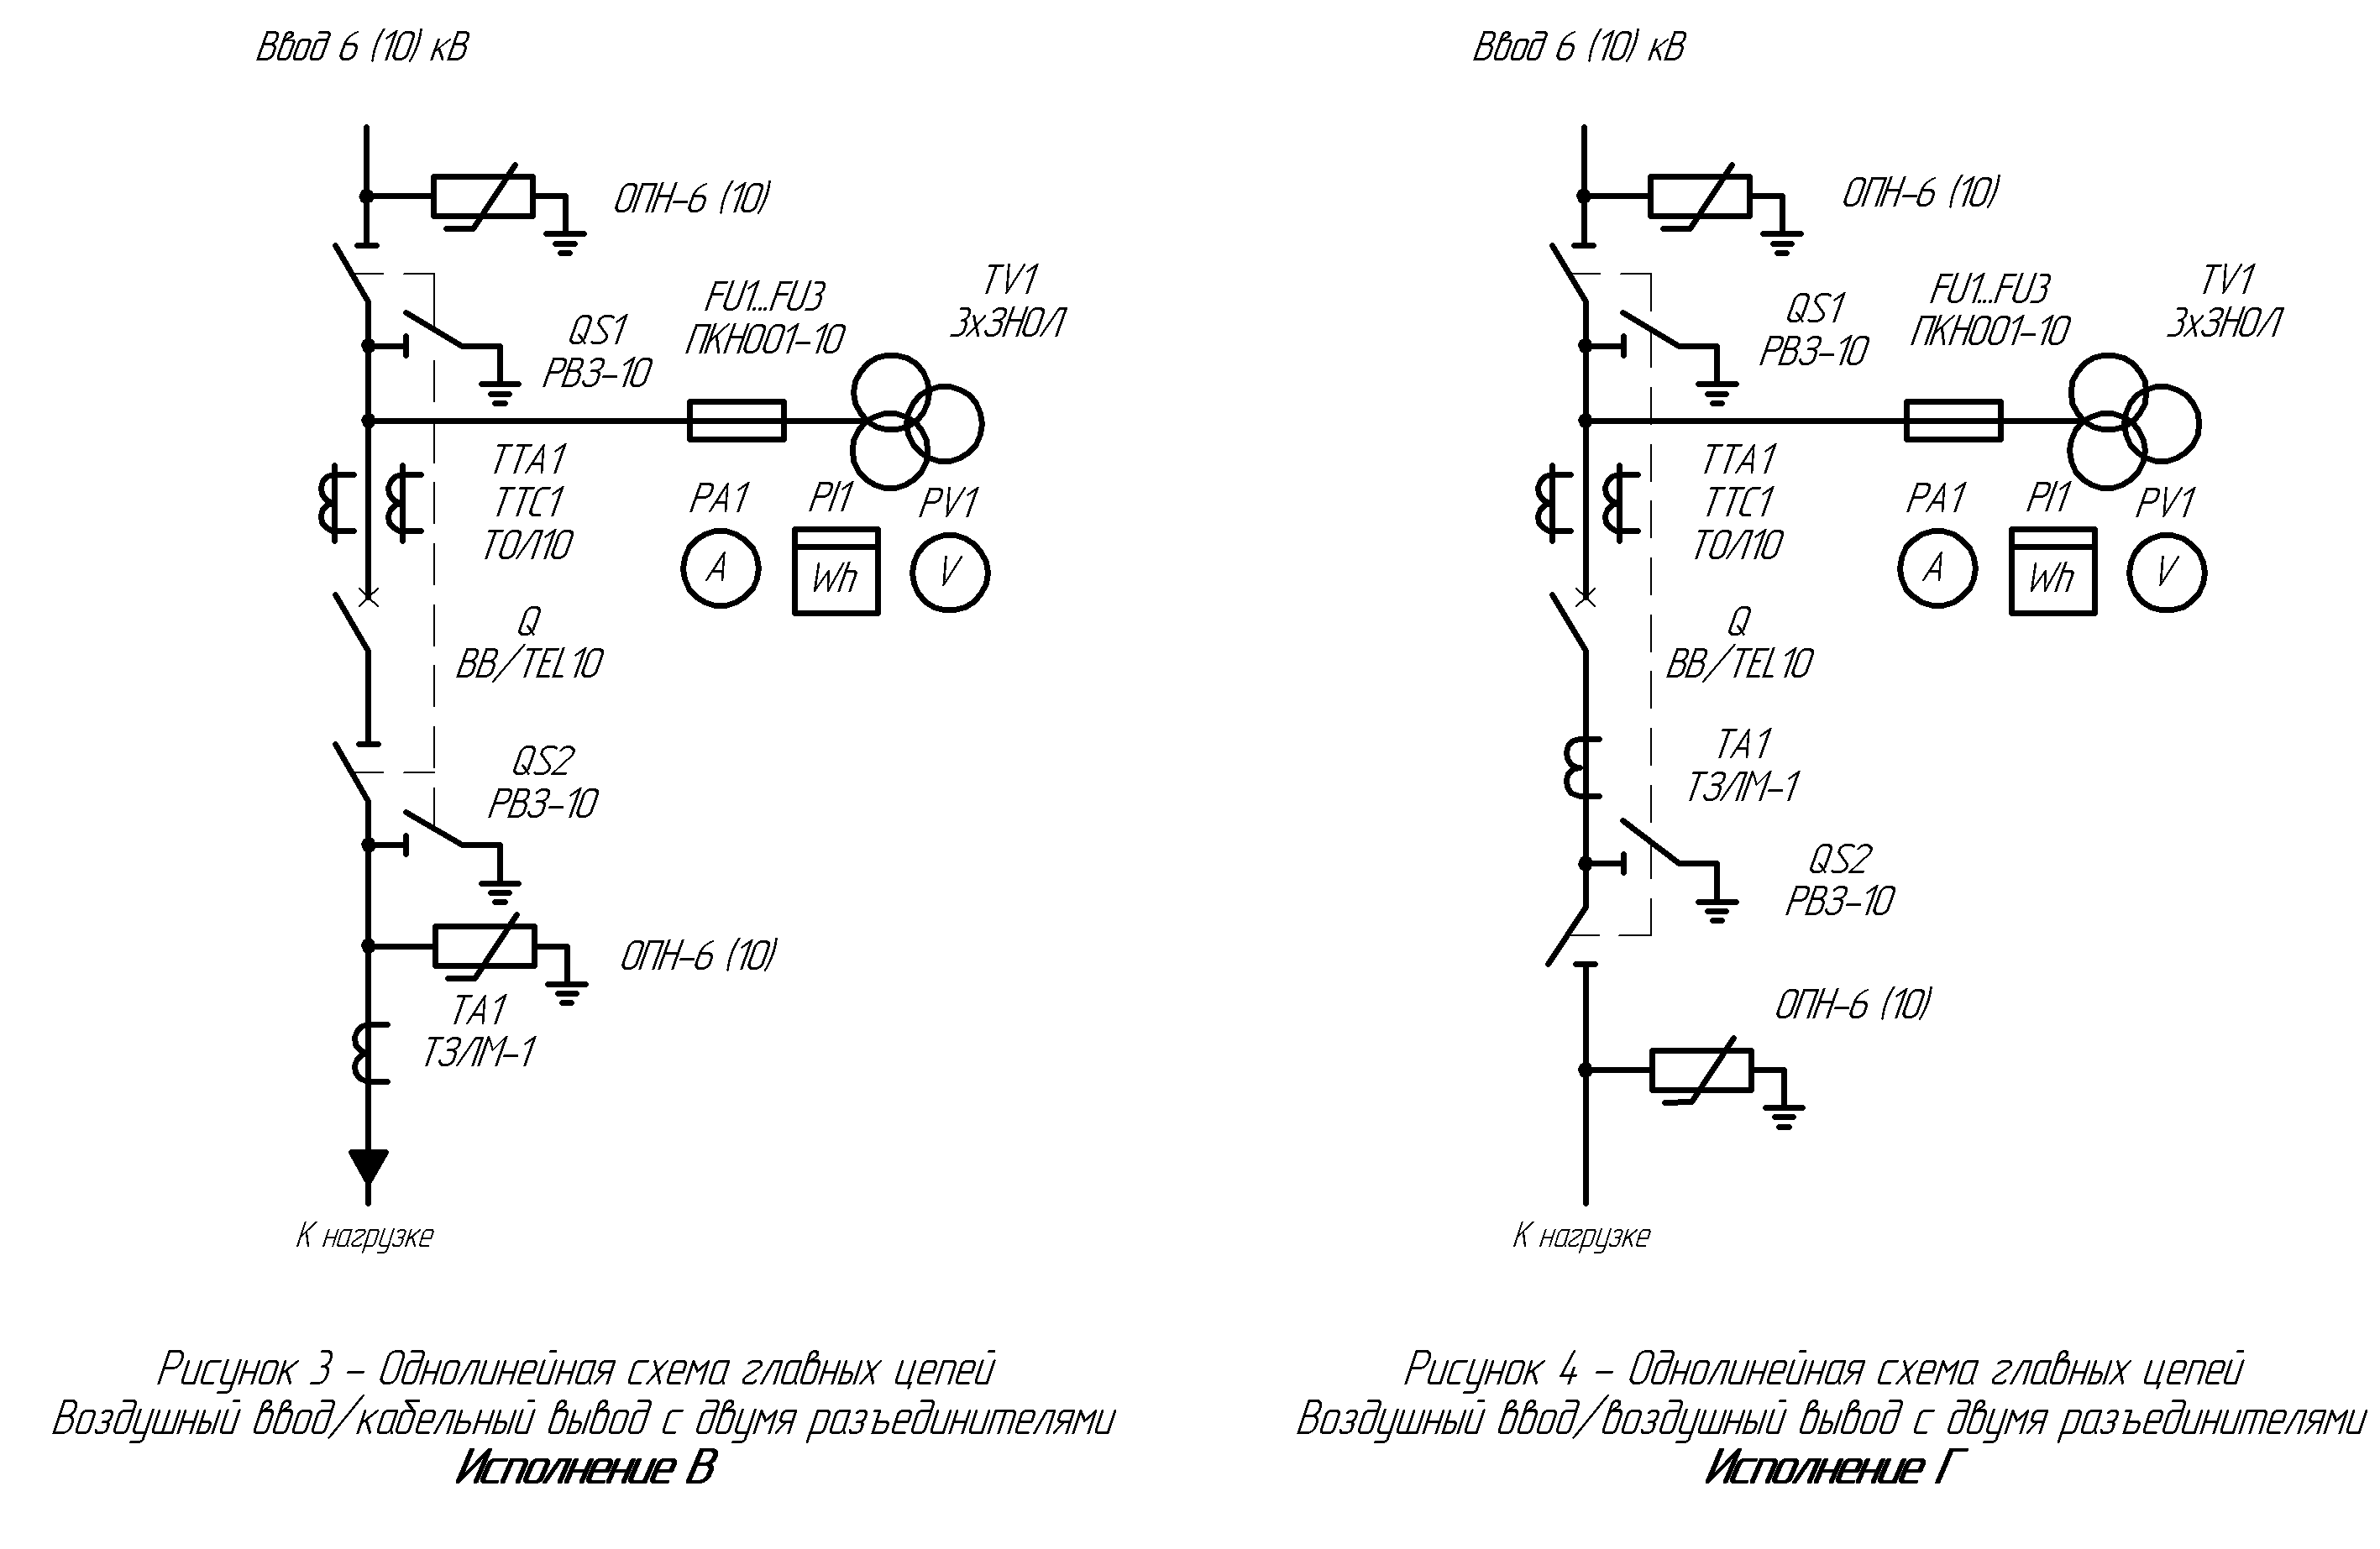 Ввод 6 (10) кВ
ОПН-6 (10)
QS1
РВЗ-10
FU1...FU3
ПКН001-10
TV1
3хЗНОЛ
ТТА1
ТТС1
ТОЛ10
PA1
PI1
PV1
A
Wh
V
Q
BB/TEL10
QS2
РВЗ-10
ОПН-6 (10)
ТА1
ТЗЛМ-1
К нагрузке
Рисунок 3 - Однолинейная схема главных цепей
Воздушный ввод/кабельный вывод с двумя разъединителями
Исполнение В
Ввод 6 (10) кВ
ОПН-6 (10)
QS1
РВЗ-10
FU1...FU3
ПКН001-10
TV1
3хЗНОЛ
ТТА1
ТТС1
ТОЛ10
PA1
PI1
PV1
A
Wh
V
Q
BB/TEL10
ТА1
ТЗЛМ-1
QS2
РВЗ-10
ОПН-6 (10)
К нагрузке
Рисунок 4 - Однолинейная схема главных цепей
Воздушный ввод/воздушный вывод с двумя разъединителями
Исполнение Г